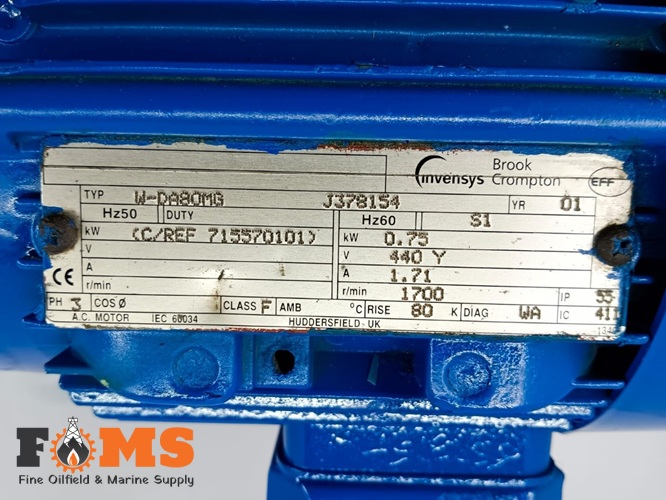 invensys Brook Crompton EFF
TYP W-DA80MG J378154 YR 01
Hz50 DUTY Hz60 S1
kW (C/REF 715570101) kW 0.75
V V 440 Y
A A 1.71
CE r/min r/min 1700 IP 55
PH 3 COS Ø CLASS F AMB °C RISE 80 K DIAG WA IC 411
A.C. MOTOR IEC 60034 HUDDERSFIELD - UK
FOMS
Fine Oilfield & Marine Supply